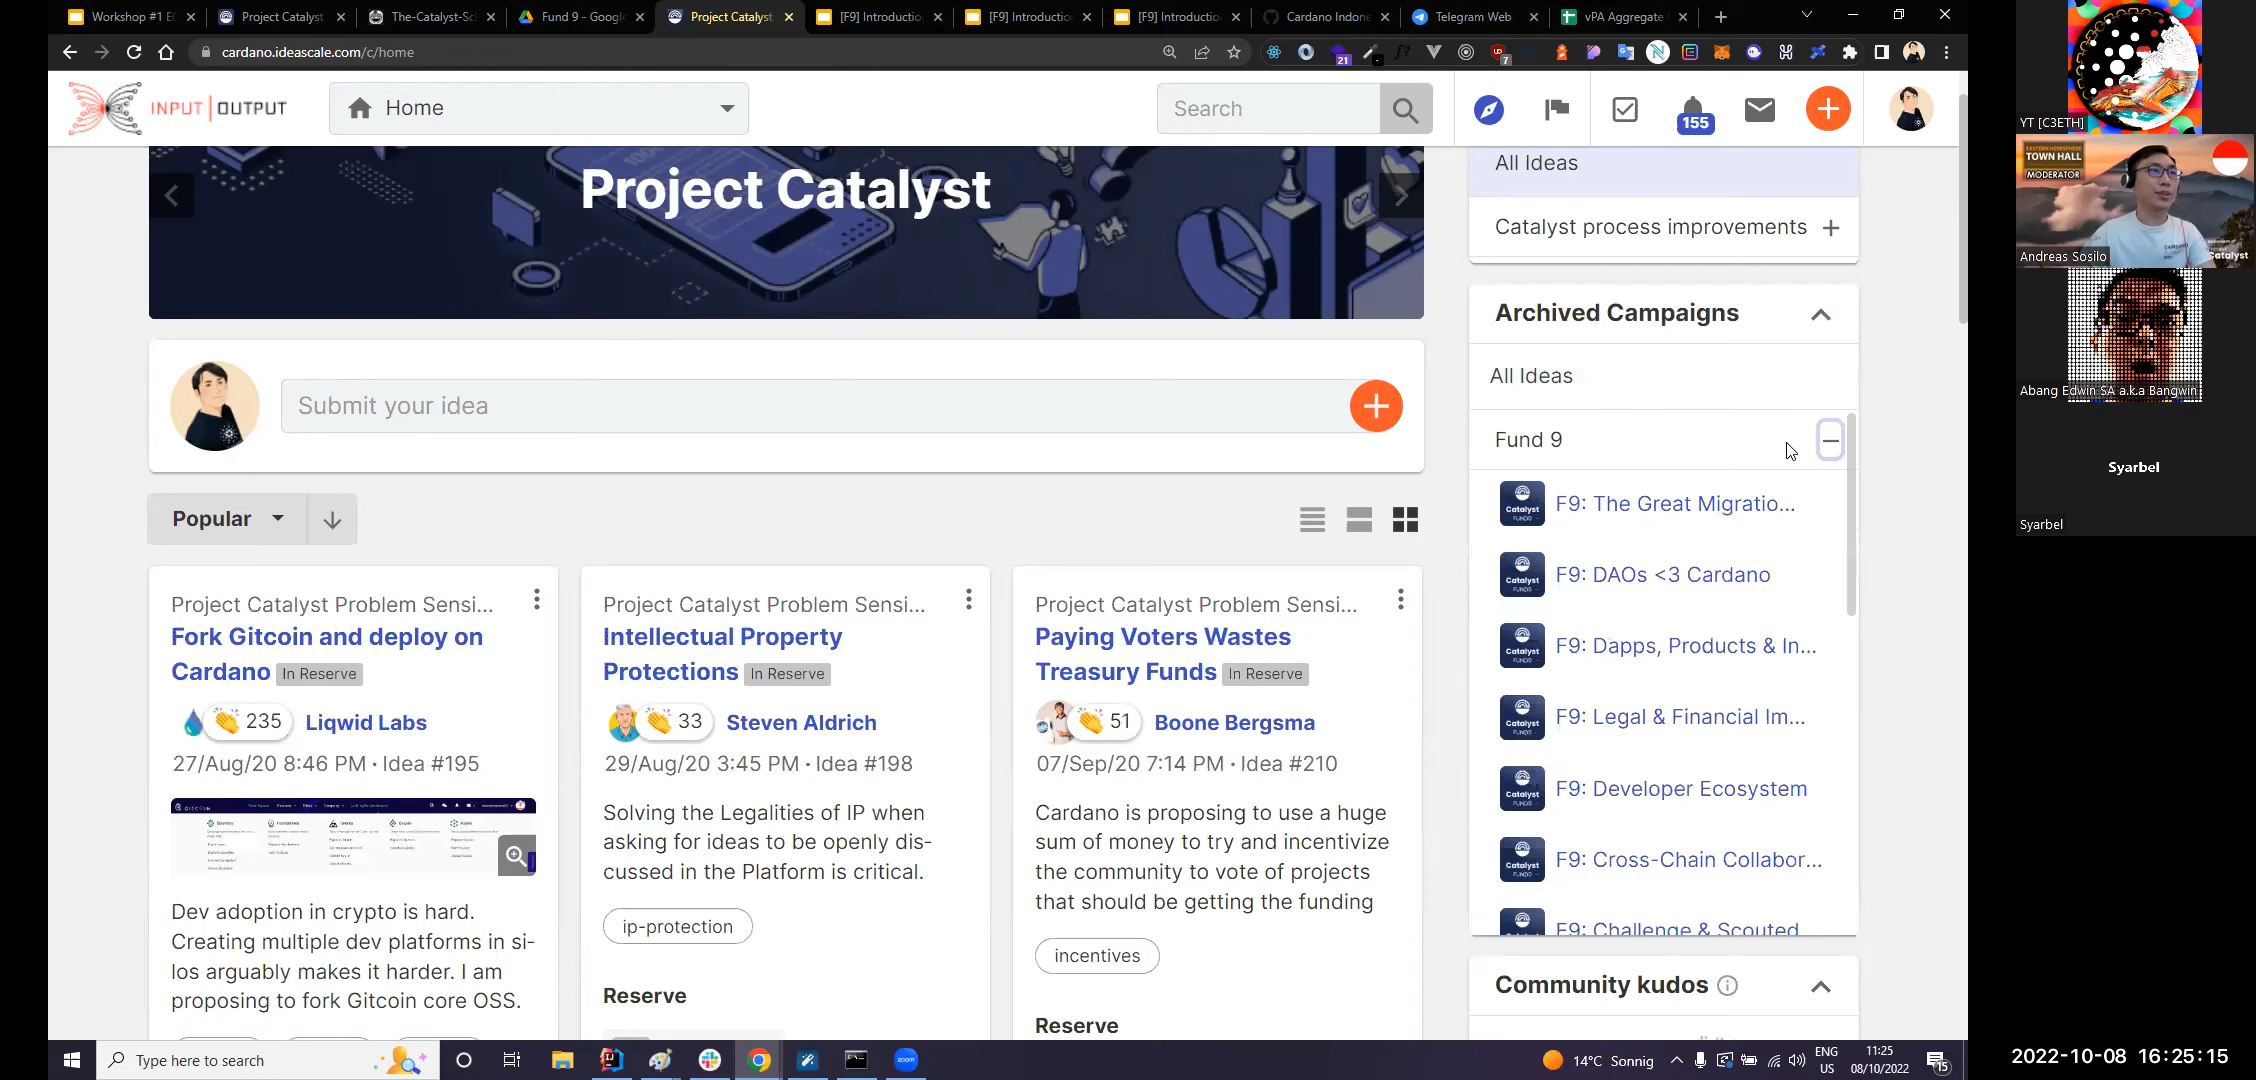 Workshop #1 EC
Project Catalyst
The-Catalyst-Sc
Fund 9 - Google
Project Catalyst
[F9] Introductio
[F9] Introductio
[F9] Introductio
Cardano Indone
Telegram Web
vPA Aggregate
cardano.ideascale.com/c/home
21
7
INPUT | OUTPUT
Home
Search
155
Project Catalyst
All Ideas
Catalyst process improvements
Archived Campaigns
All Ideas
Fund 9
F9: The Great Migratio...
F9: DAOs <3 Cardano
F9: Dapps, Products & In...
F9: Legal & Financial Im...
F9: Developer Ecosystem
F9: Cross-Chain Collabor...
F9: Challenge & Scouted
Community kudos
Submit your idea
Popular
Project Catalyst Problem Sensi...
Fork Gitcoin and deploy on
Cardano In Reserve
235 Liqwid Labs
27/Aug/20 8:46 PM • Idea #195
Dev adoption in crypto is hard.
Creating multiple dev platforms in si-
los arguably makes it harder. I am
proposing to fork Gitcoin core OSS.
Project Catalyst Problem Sensi...
Intellectual Property
Protections In Reserve
33 Steven Aldrich
29/Aug/20 3:45 PM • Idea #198
Solving the Legalities of IP when
asking for ideas to be openly dis-
cussed in the Platform is critical.
ip-protection
Reserve
Project Catalyst Problem Sensi...
Paying Voters Wastes
Treasury Funds In Reserve
51 Boone Bergsma
07/Sep/20 7:14 PM • Idea #210
Cardano is proposing to use a huge
sum of money to try and incentivize
the community to vote of projects
that should be getting the funding
incentives
Reserve
Type here to search
14°C Sonnig
ENG
US
11:25
08/10/2022
15
YT [C3ETH]
TOWN HALL
MODERATOR
Andreas Sosilo
Catalyst
Abang Edwin SA a.k.a Bangwin
Syarbel
Syarbel
2022-10-08 16:25:15